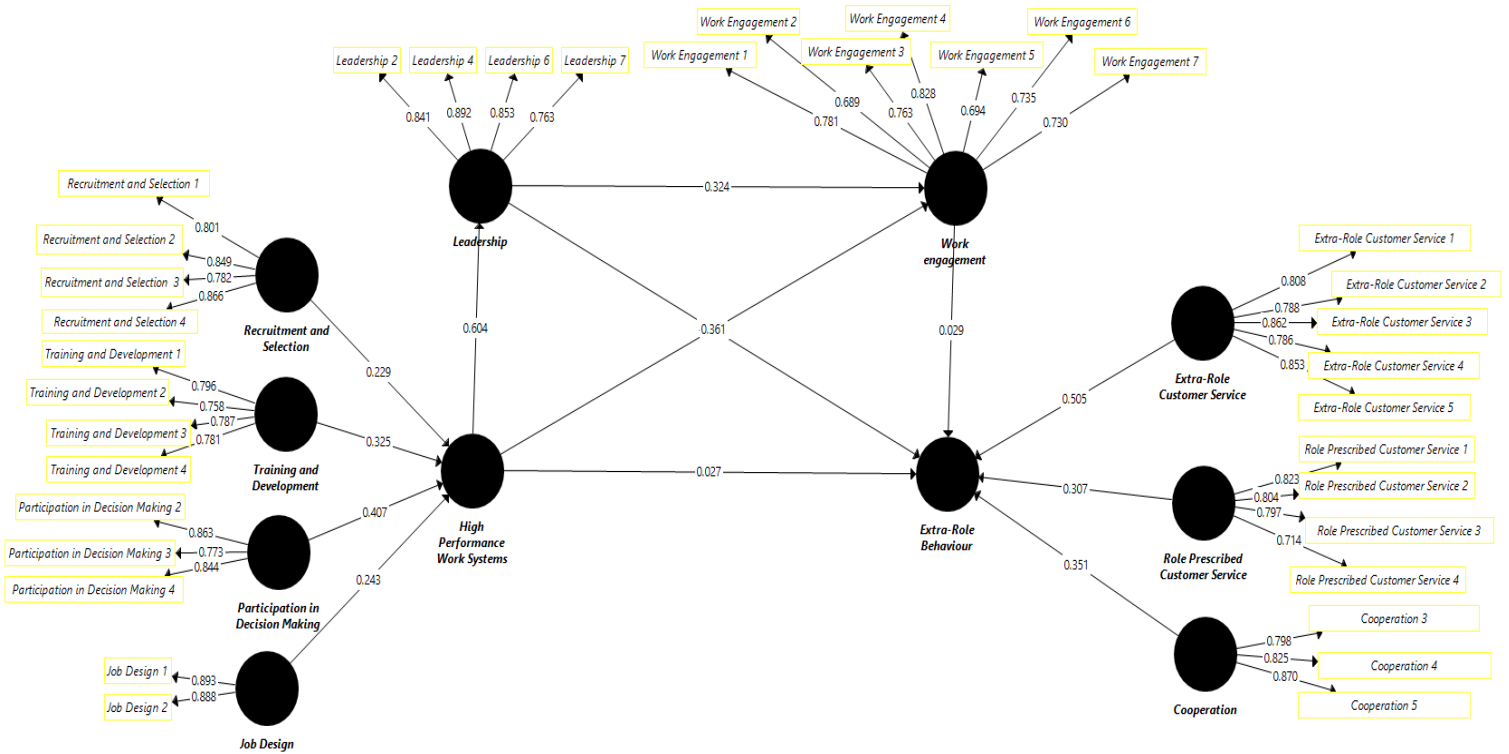 Work Engagement 2
Work Engagement 4
Work Engagement 6
Work Engagement 1
Work Engagement 3
Work Engagement 5
Work Engagement 7
Leadership 2
Leadership 4
Leadership 6
Leadership 7
0.841
0.892
0.853
0.763
0.781
0.689
0.763
0.828
0.694
0.735
0.730
Leadership
0.324
Work
engagement
Recruitment and Selection 1
Recruitment and Selection 2
Recruitment and Selection 3
Recruitment and Selection 4
0.801
0.849
0.782
0.866
Recruitment and
Selection
Training and Development 1
Training and Development 2
Training and Development 3
Training and Development 4
0.796
0.758
0.787
0.781
Training and
Development
Participation in Decision Making 2
Participation in Decision Making 3
Participation in Decision Making 4
0.863
0.773
0.844
Participation in
Decision Making
Job Design 1
Job Design 2
0.893
0.888
Job Design
0.229
0.325
0.407
0.243
0.604
0.361
0.029
0.027
High
Performance
Work Systems
Extra-Role
Behaviour
0.505
0.307
0.351
Extra-Role Customer Service 1
Extra-Role Customer Service 2
Extra-Role Customer Service 3
Extra-Role Customer Service 4
Extra-Role Customer Service 5
0.808
0.788
0.862
0.786
0.853
Extra-Role
Customer Service
Role Prescribed Customer Service 1
Role Prescribed Customer Service 2
Role Prescribed Customer Service 3
Role Prescribed Customer Service 4
0.823
0.804
0.797
0.714
Role Prescribed
Customer Service
Cooperation 3
Cooperation 4
Cooperation 5
0.798
0.825
0.870
Cooperation